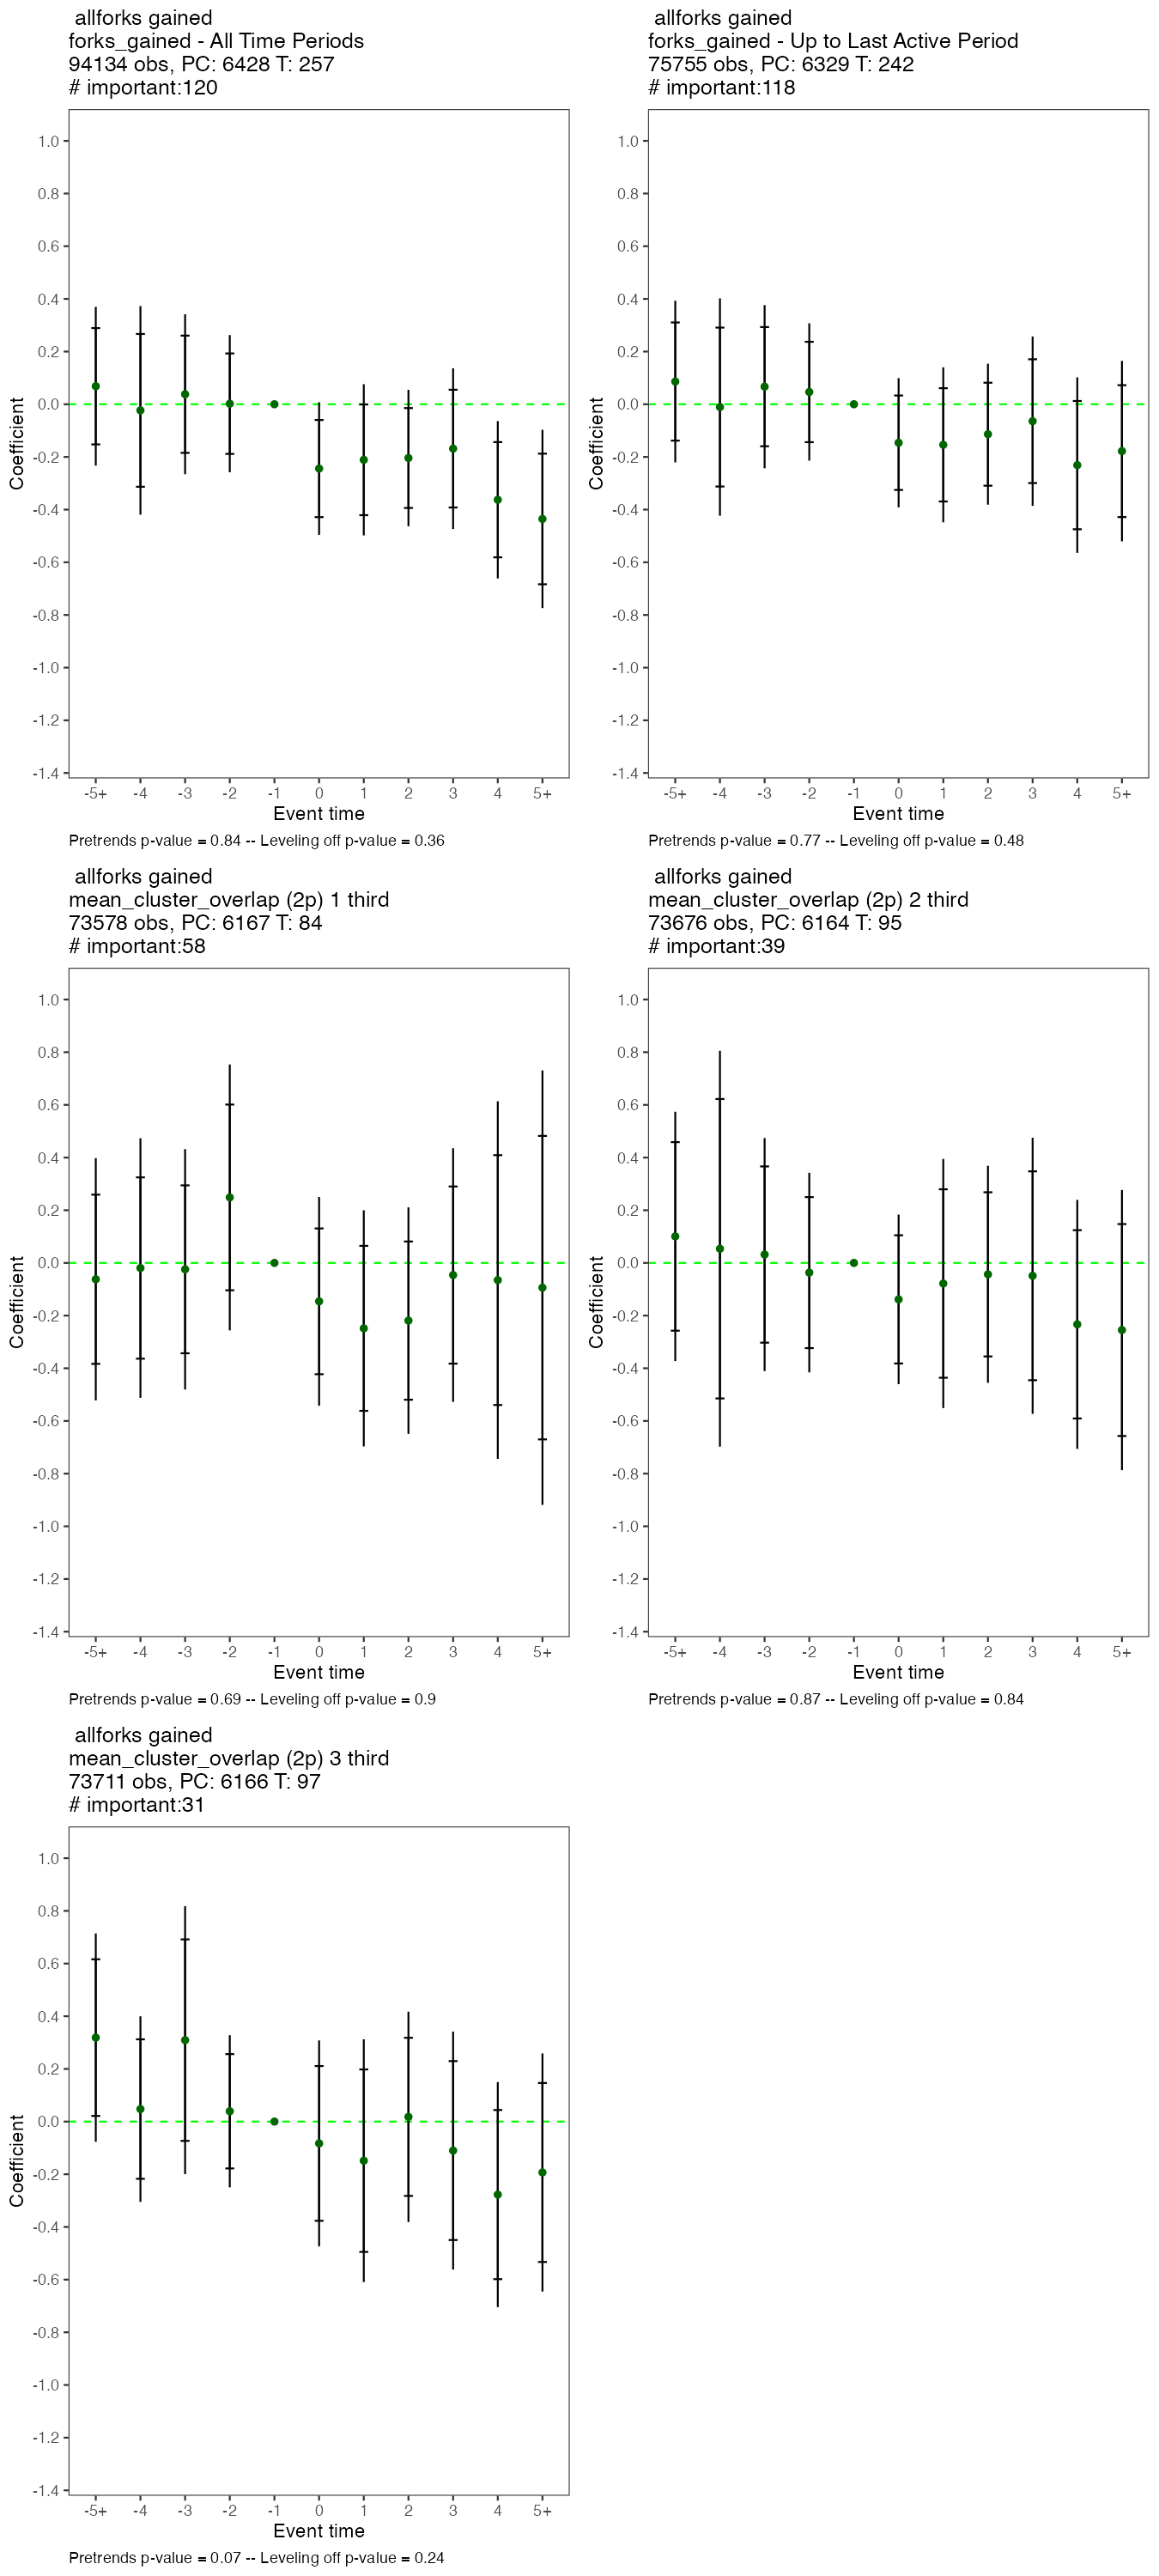 allforks gained
forks_gained - All Time Periods
94134 obs, PC: 6428 T: 257
# important:120
1.0
0.8
0.6
0.4
0.2
0.0
-0.2
-0.4
-0.6
-0.8
-1.0
-1.2
-1.4
Coefficient
-5+ -4 -3 -2 -1 0 1 2 3 4 5+
Event time
Pretrends p-value = 0.84 -- Leveling off p-value = 0.36
allforks gained
forks_gained - Up to Last Active Period
75755 obs, PC: 6329 T: 242
# important:118
1.0
0.8
0.6
0.4
0.2
0.0
-0.2
-0.4
-0.6
-0.8
-1.0
-1.2
-1.4
Coefficient
-5+ -4 -3 -2 -1 0 1 2 3 4 5+
Event time
Pretrends p-value = 0.77 -- Leveling off p-value = 0.48
allforks gained
mean_cluster_overlap (2p) 1 third
73578 obs, PC: 6167 T: 84
# important:58
1.0
0.8
0.6
0.4
0.2
0.0
-0.2
-0.4
-0.6
-0.8
-1.0
-1.2
-1.4
Coefficient
-5+ -4 -3 -2 -1 0 1 2 3 4 5+
Event time
Pretrends p-value = 0.69 -- Leveling off p-value = 0.9
allforks gained
mean_cluster_overlap (2p) 2 third
73676 obs, PC: 6164 T: 95
# important:39
1.0
0.8
0.6
0.4
0.2
0.0
-0.2
-0.4
-0.6
-0.8
-1.0
-1.2
-1.4
Coefficient
-5+ -4 -3 -2 -1 0 1 2 3 4 5+
Event time
Pretrends p-value = 0.87 -- Leveling off p-value = 0.84
allforks gained
mean_cluster_overlap (2p) 3 third
73711 obs, PC: 6166 T: 97
# important:31
1.0
0.8
0.6
0.4
0.2
0.0
-0.2
-0.4
-0.6
-0.8
-1.0
-1.2
-1.4
Coefficient
-5+ -4 -3 -2 -1 0 1 2 3 4 5+
Event time
Pretrends p-value = 0.07 -- Leveling off p-value = 0.24